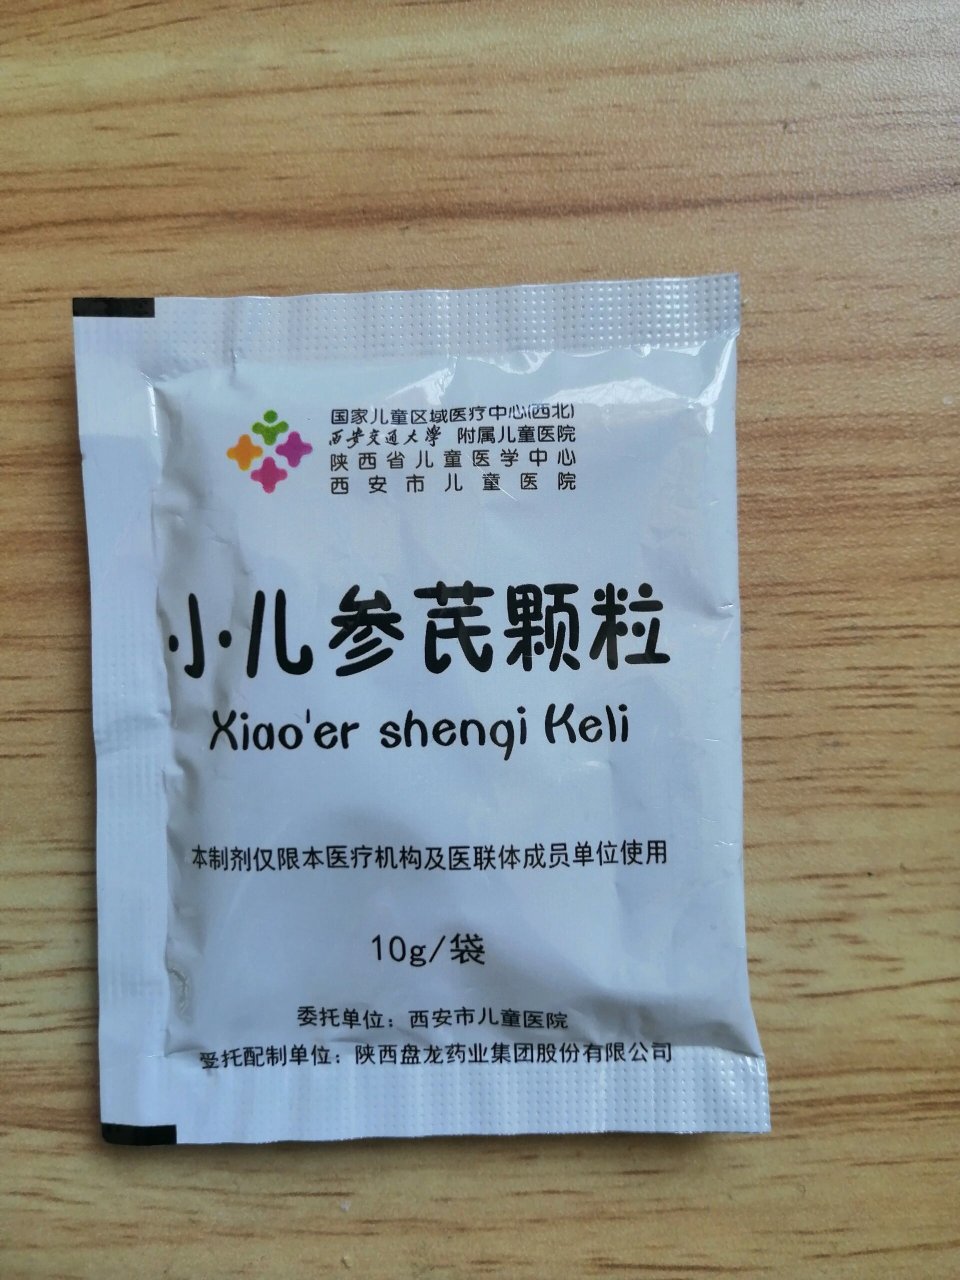 国家儿童区域医疗中心(西北)
西安交通大学 附属儿童医院
陕西省儿童医学中心
西安市儿童医院
小儿参芪颗粒
Xiao'er shenqi Keli
本制剂仅限本医疗机构及医联体成员单位使用
10g/袋
委托单位：西安市儿童医院
受托配制单位：陕西盘龙药业集团股份有限公司